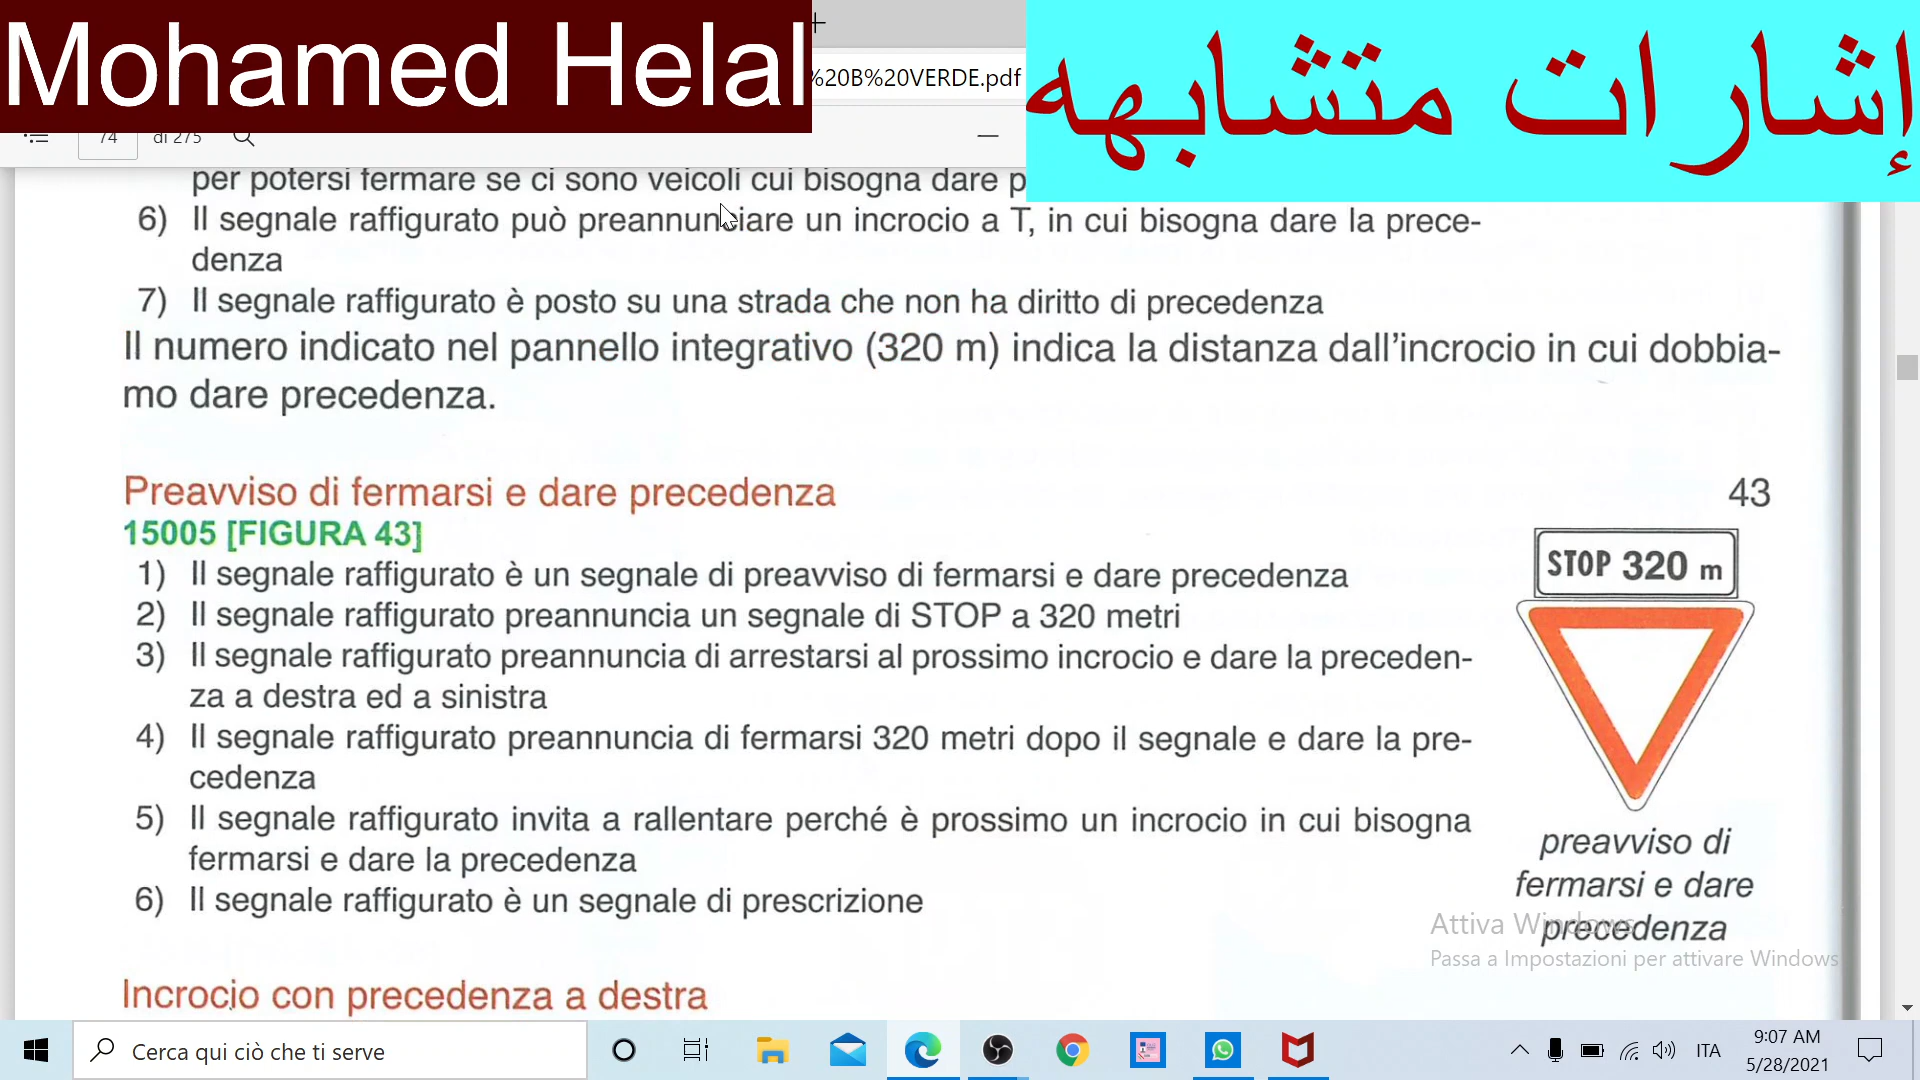 Mohamed Helal
إشارات متشابهه
%20B%20VERDE.pdf
74 di 275
per potersi fermare se ci sono veicoli cui bisogna dare p
6) Il segnale raffigurato può preannunciare un incrocio a T, in cui bisogna dare la prece-
denza
7) Il segnale raffigurato è posto su una strada che non ha diritto di precedenza
Il numero indicato nel pannello integrativo (320 m) indica la distanza dall'incrocio in cui dobbia-
mo dare precedenza.
Preavviso di fermarsi e dare precedenza
43
15005 [FIGURA 43]
1) Il segnale raffigurato è un segnale di preavviso di fermarsi e dare precedenza
2) Il segnale raffigurato preannuncia un segnale di STOP a 320 metri
3) Il segnale raffigurato preannuncia di arrestarsi al prossimo incrocio e dare la preceden-
za a destra ed a sinistra
4) Il segnale raffigurato preannuncia di fermarsi 320 metri dopo il segnale e dare la pre-
cedenza
5) Il segnale raffigurato invita a rallentare perché è prossimo un incrocio in cui bisogna
fermarsi e dare la precedenza
6) Il segnale raffigurato è un segnale di prescrizione
STOP 320 m
preavviso di
fermarsi e dare
precedenza
Attiva Windows
Passa a Impostazioni per attivare Windows
Incrocio con precedenza a destra
Cerca qui ciò che ti serve
ITA
9:07 AM
5/28/2021